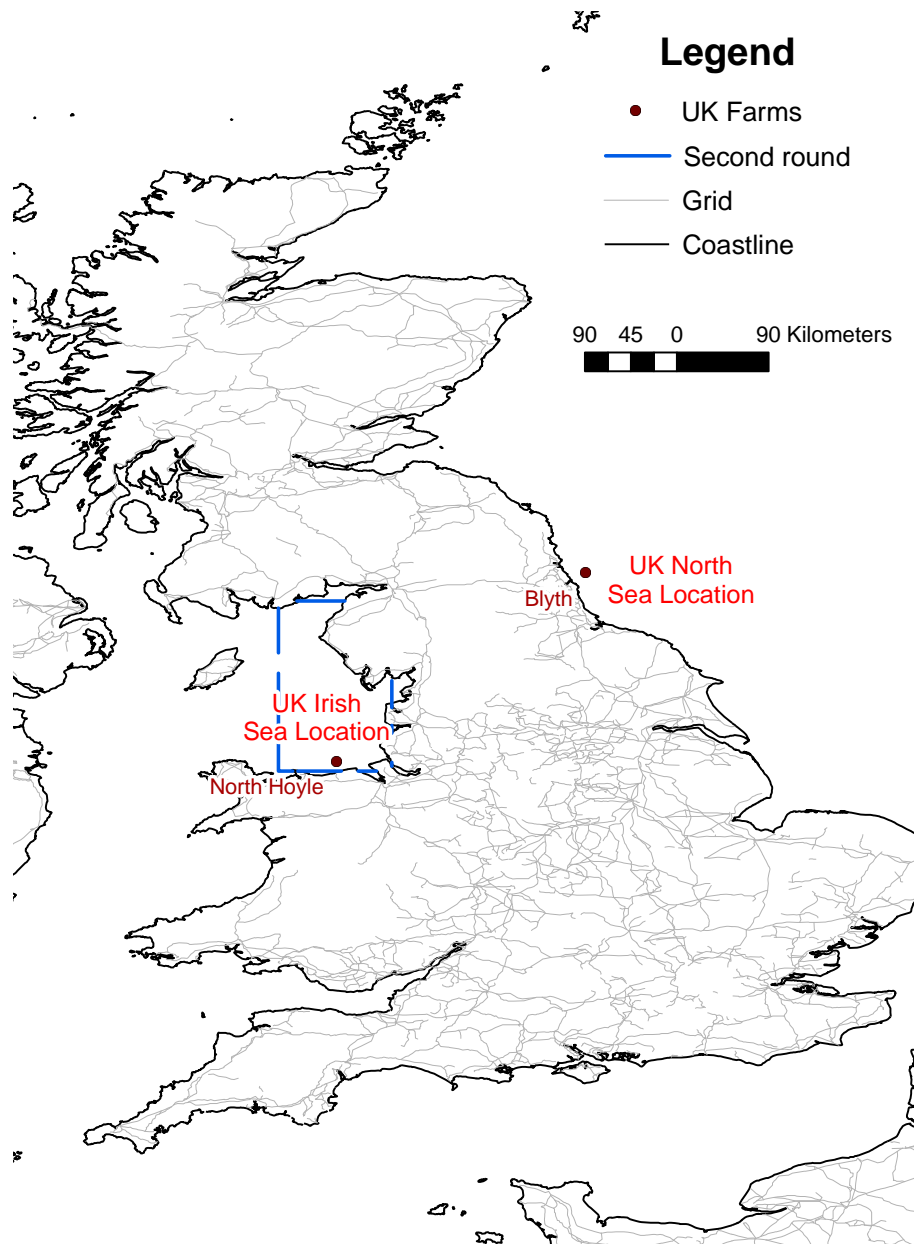 Legend
UK Farms
Second round
Grid
Coastline
90 45 0 90 Kilometers
UK North
Sea Location
Blyth
UK Irish
Sea Location
North Hoyle